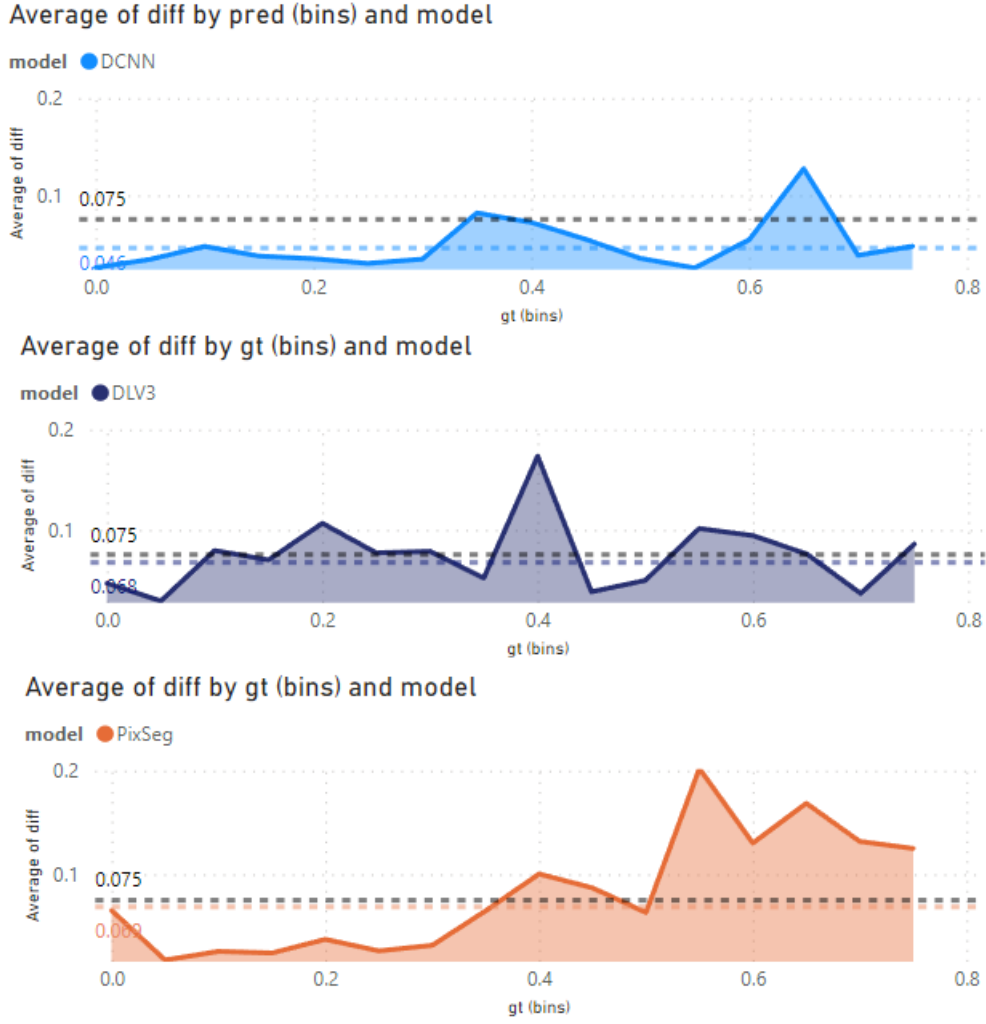 Average of diff by pred (bins) and model
model DCNN
0.2
Average of diff
0.1
0.075
0.046
0.0 0.2 0.4 0.6 0.8
gt (bins)
Average of diff by gt (bins) and model
model DLV3
0.2
Average of diff
0.1
0.075
0.068
0.0 0.2 0.4 0.6 0.8
gt (bins)
Average of diff by gt (bins) and model
model PixSeg
0.2
Average of diff
0.1
0.075
0.069
0.0 0.2 0.4 0.6 0.8
gt (bins)